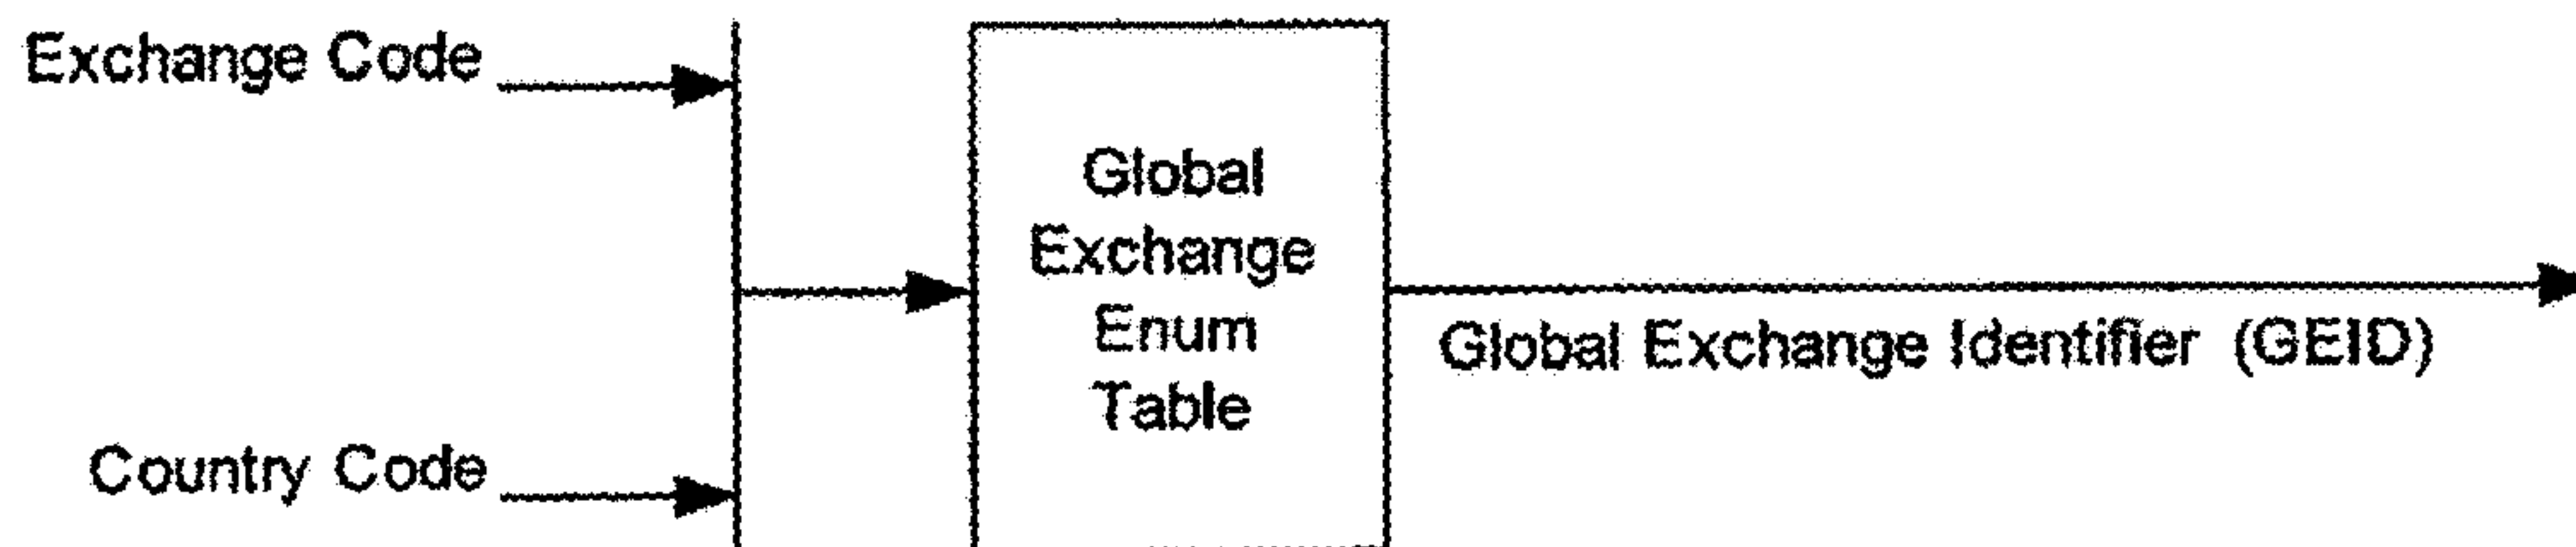 Exchange Code
Country Code
Global
Exchange
Enum
Table
Global Exchange Identifier (GEID)